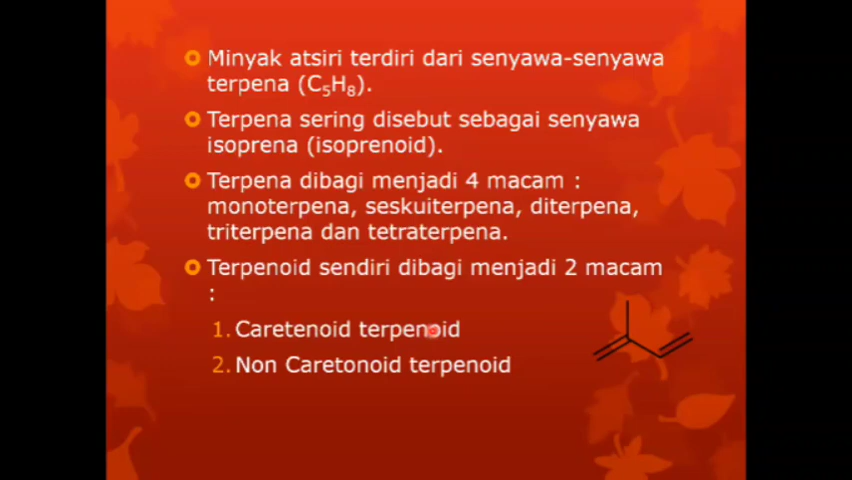 Minyak atsiri terdiri dari senyawa-senyawa
terpena (C₅H₈).
Terpena sering disebut sebagai senyawa
isoprena (isoprenoid).
Terpena dibagi menjadi 4 macam :
monoterpena, seskuiterpena, diterpena,
triterpena dan tetraterpena.
Terpenoid sendiri dibagi menjadi 2 macam
:
1. Caretenoid terpenoid
2. Non Caretonoid terpenoid